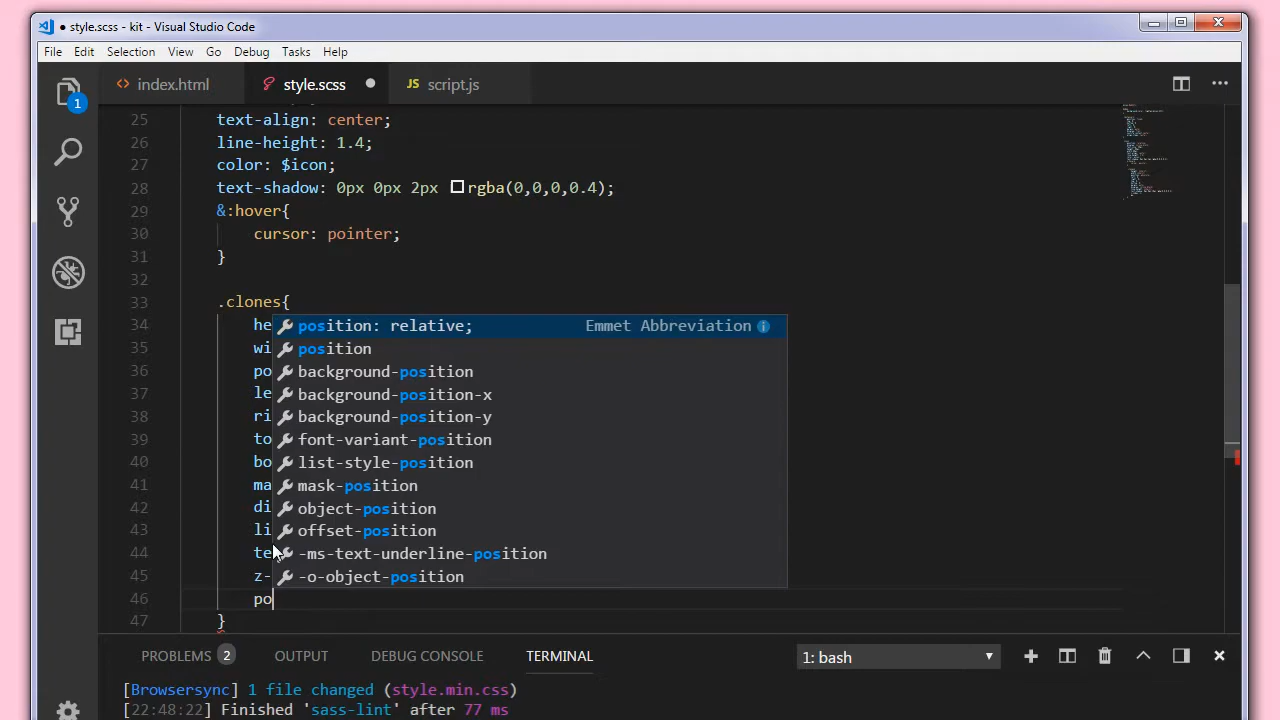 style.scss - kit - Visual Studio Code
File Edit Selection View Go Debug Tasks Help
1
<> index.html
style.scss
JS script.js
25 text-align: center;
26 line-height: 1.4;
27 color: $icon;
28 text-shadow: 0px 0px 2px rgba(0,0,0,0.4);
29 &:hover{
30 cursor: pointer;
31 }
32
33 .clones{
34 he position: relative; Emmet Abbreviation
35 wi position
36 po background-position
37 le background-position-x
38 ri background-position-y
39 to font-variant-position
40 bo list-style-position
41 ma mask-position
42 di object-position
43 li offset-position
44 te -ms-text-underline-position
45 z- -o-object-position
46 po
47 }
PROBLEMS 2 OUTPUT DEBUG CONSOLE TERMINAL 1: bash
[Browsersync] 1 file changed (style.min.css)
[22:48:22] Finished 'sass-lint' after 77 ms